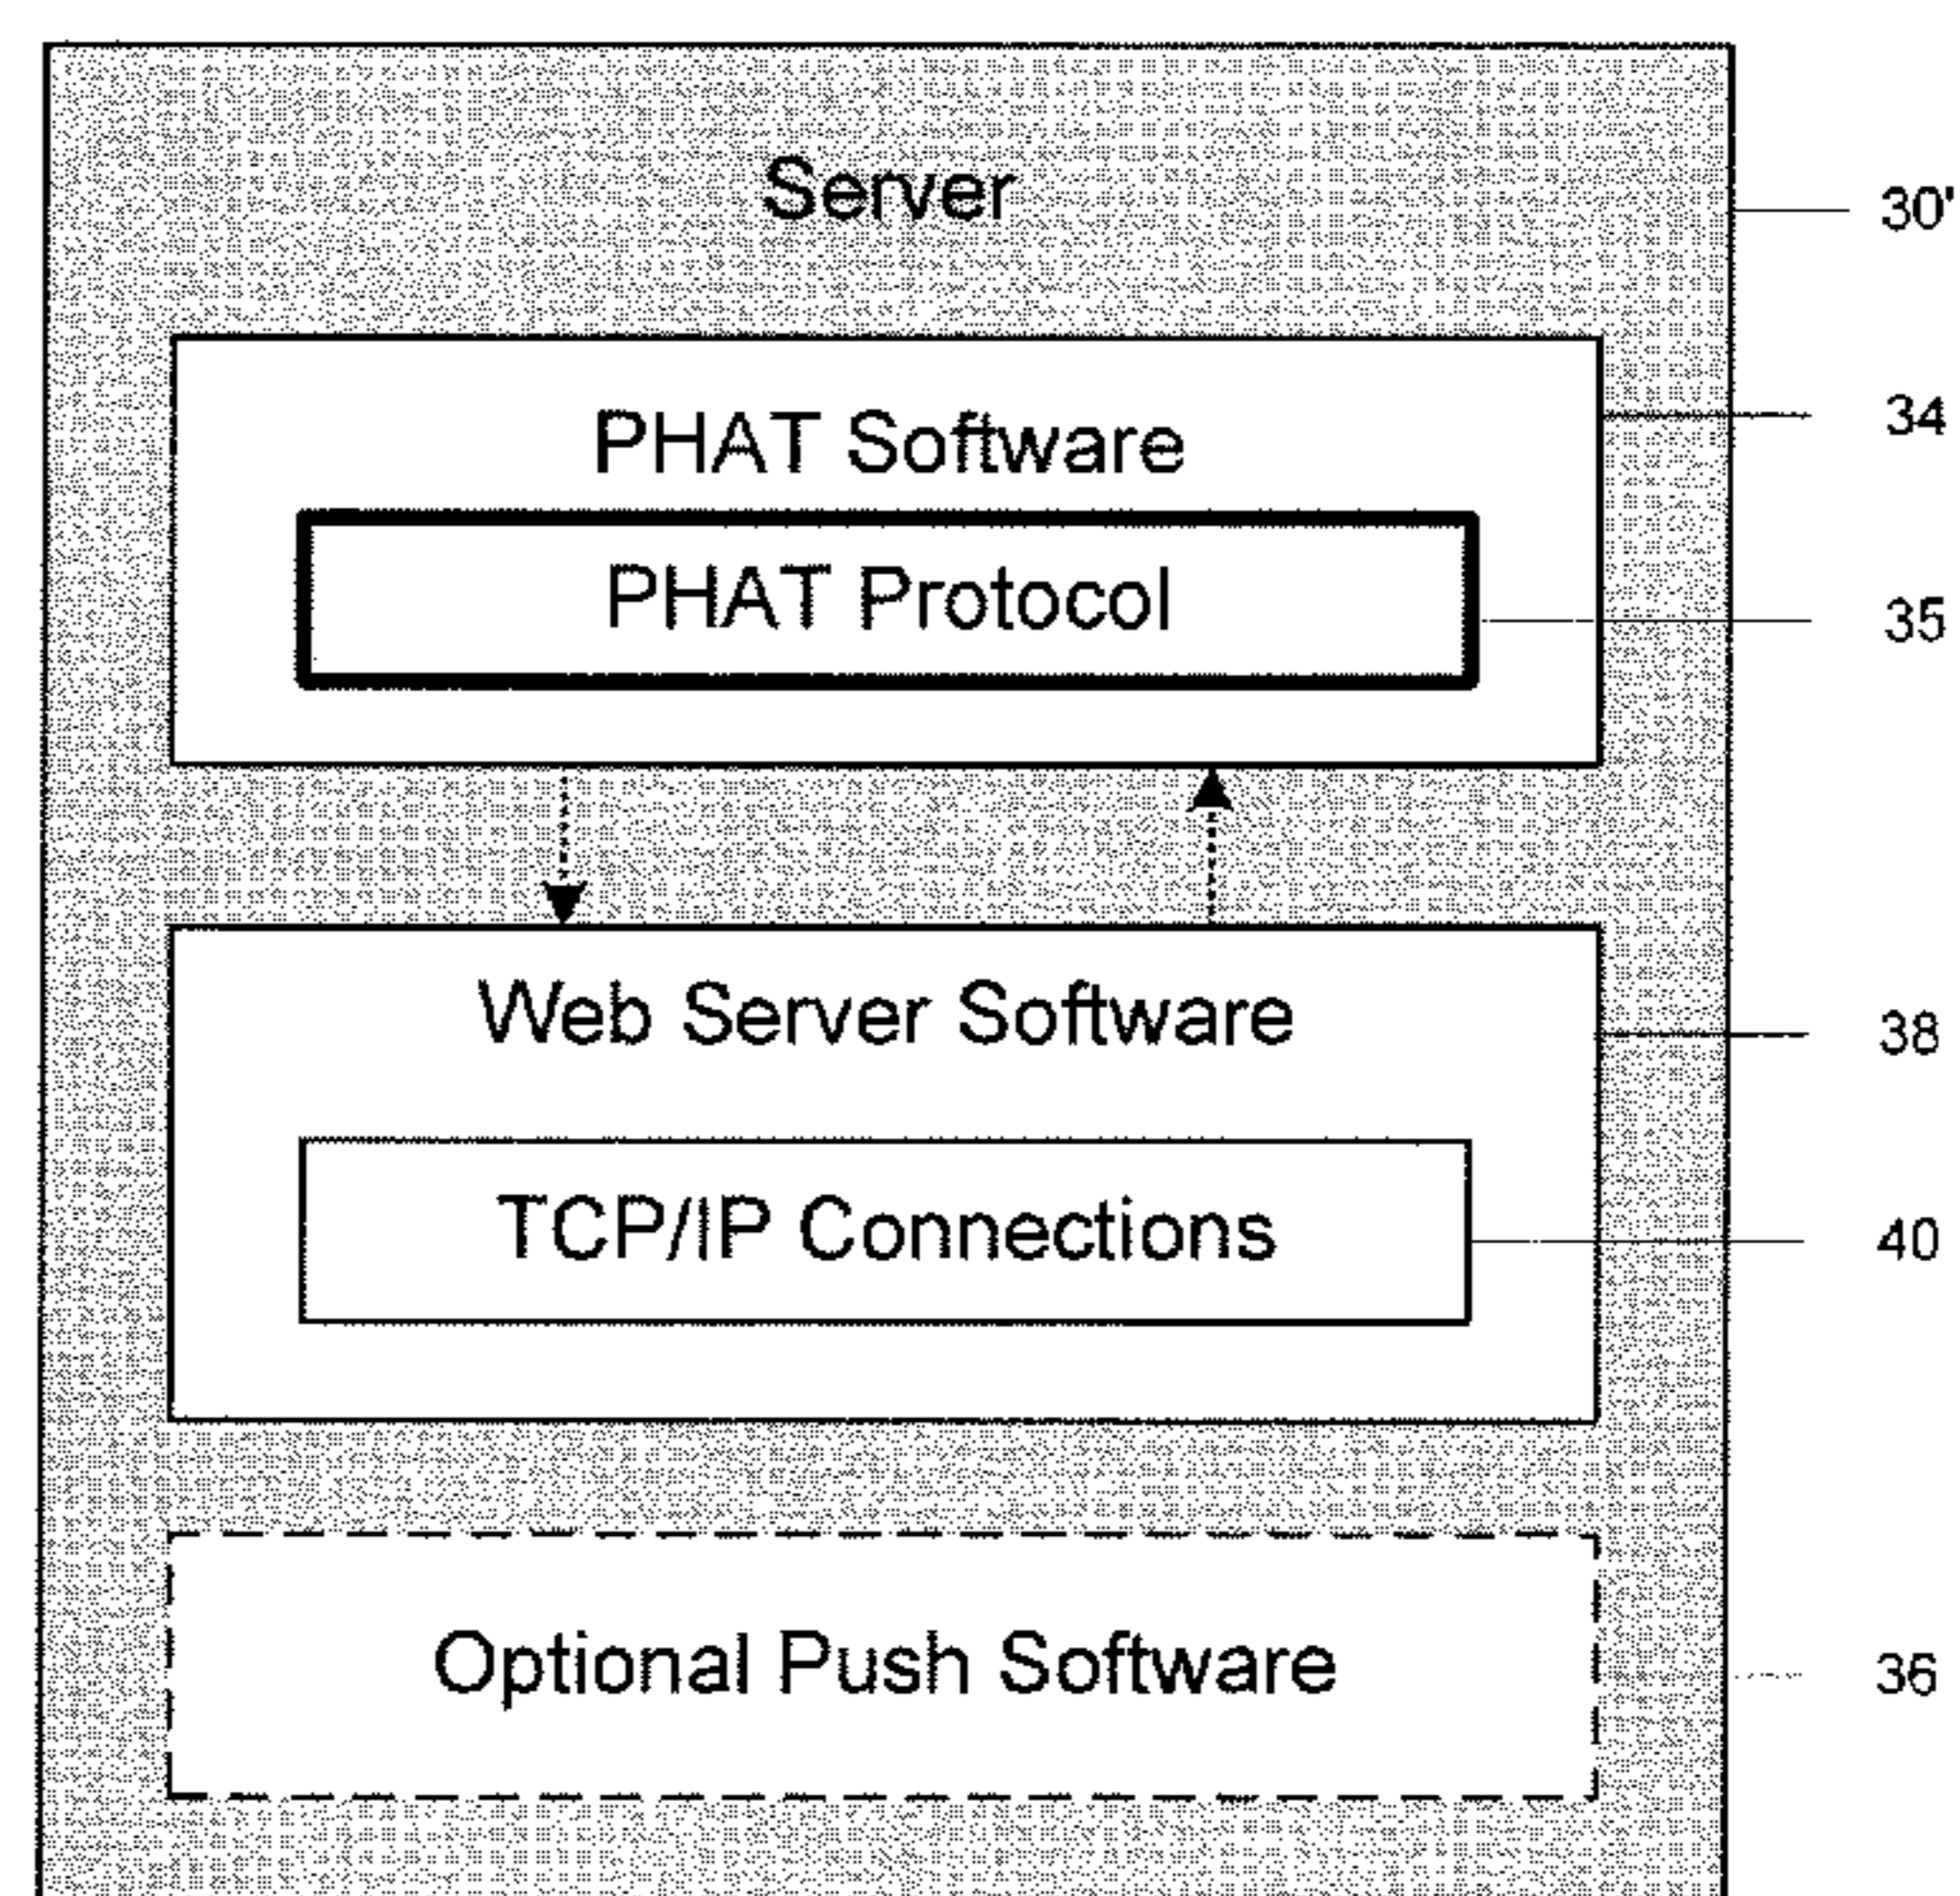 Server
30'
PHAT Software
34
PHAT Protocol
35
Web Server Software
38
TCP/IP Connections
40
Optional Push Software
36